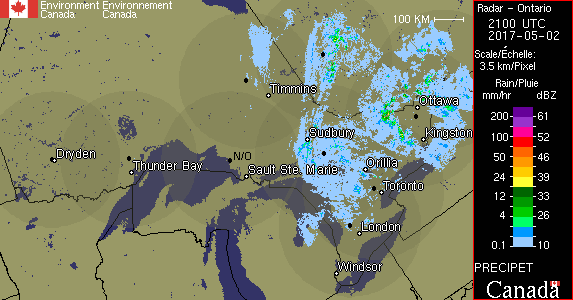 Environment Environnement
Canada Canada
100 KM
Timmins
Ottawa
Sudbury
Kingston
Dryden
Thunder Bay
N/O
Sault Ste. Marie
Orillia
Toronto
London
Windsor
Radar - Ontario
2100 UTC
2017-05-02
Scale/Échelle:
3.5 km/Pixel
Rain/Pluie
mm/hr dBZ
200 61
100 52
50 46
24 39
12 33
4 26
1 20
0.1 10
PRECIPET
Canada